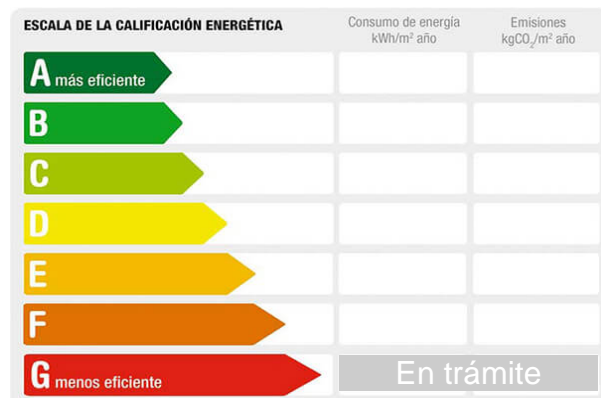 ESCALA DE LA CALIFICACIÓN ENERGÉTICA
Consumo de energía
kWh/m² año
Emisiones
kgCO₂/m² año
A más eficiente
B
C
D
E
F
G menos eficiente
En trámite